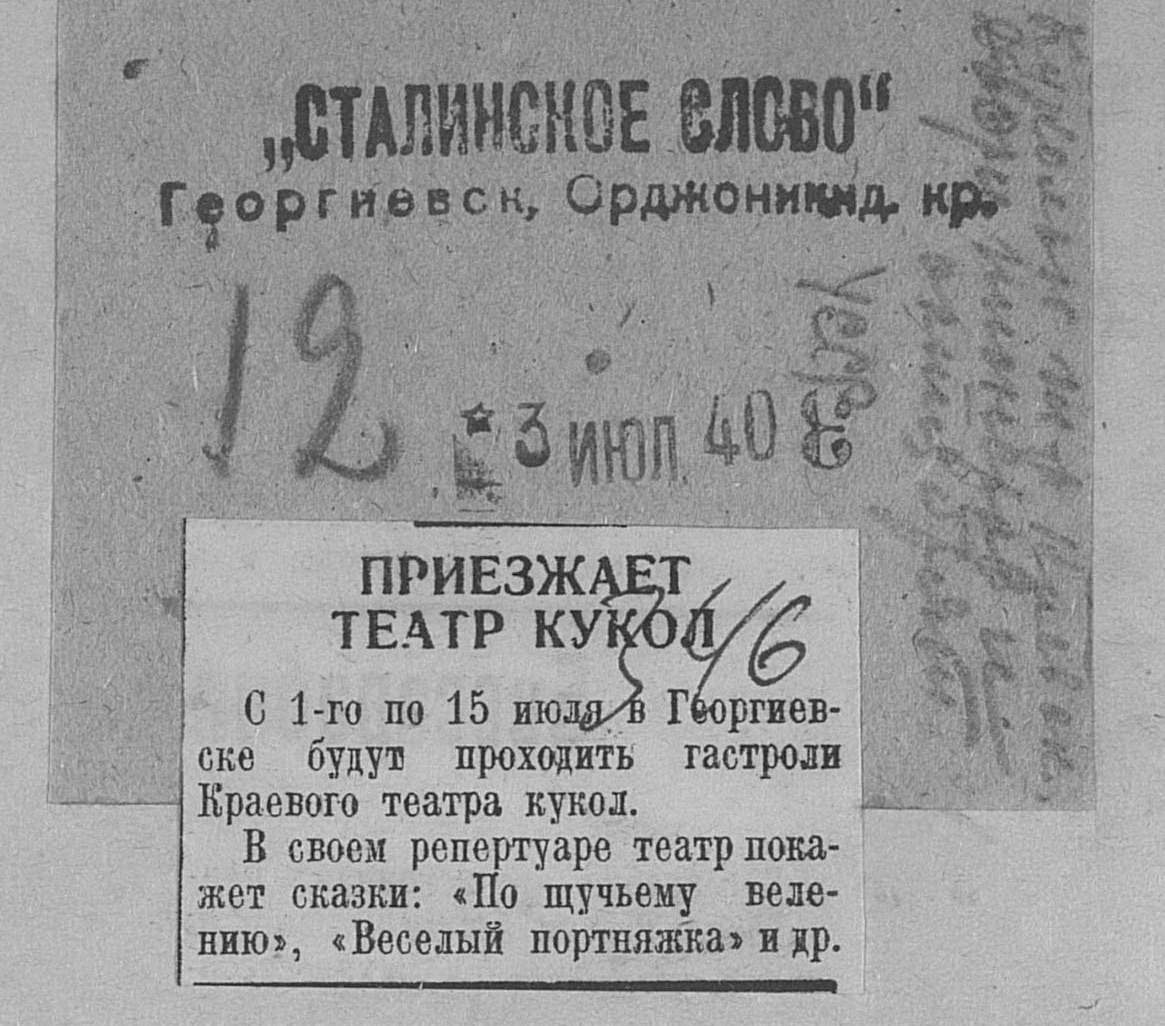 „СТАЛИНСКОЕ СЛОВО“
Георгиевск, Орджоникид. кр.
12
3 ИЮЛ. 40
ПРИЕЗЖАЕТ
ТЕАТР КУКОЛ
С 1-го по 15 июля в Георгиев-
ске будут проходить гастроли
Краевого театра кукол.
В своем репертуаре театр пока-
жет сказки: «По щучьему веле-
нию», «Веселый портняжка» и др.